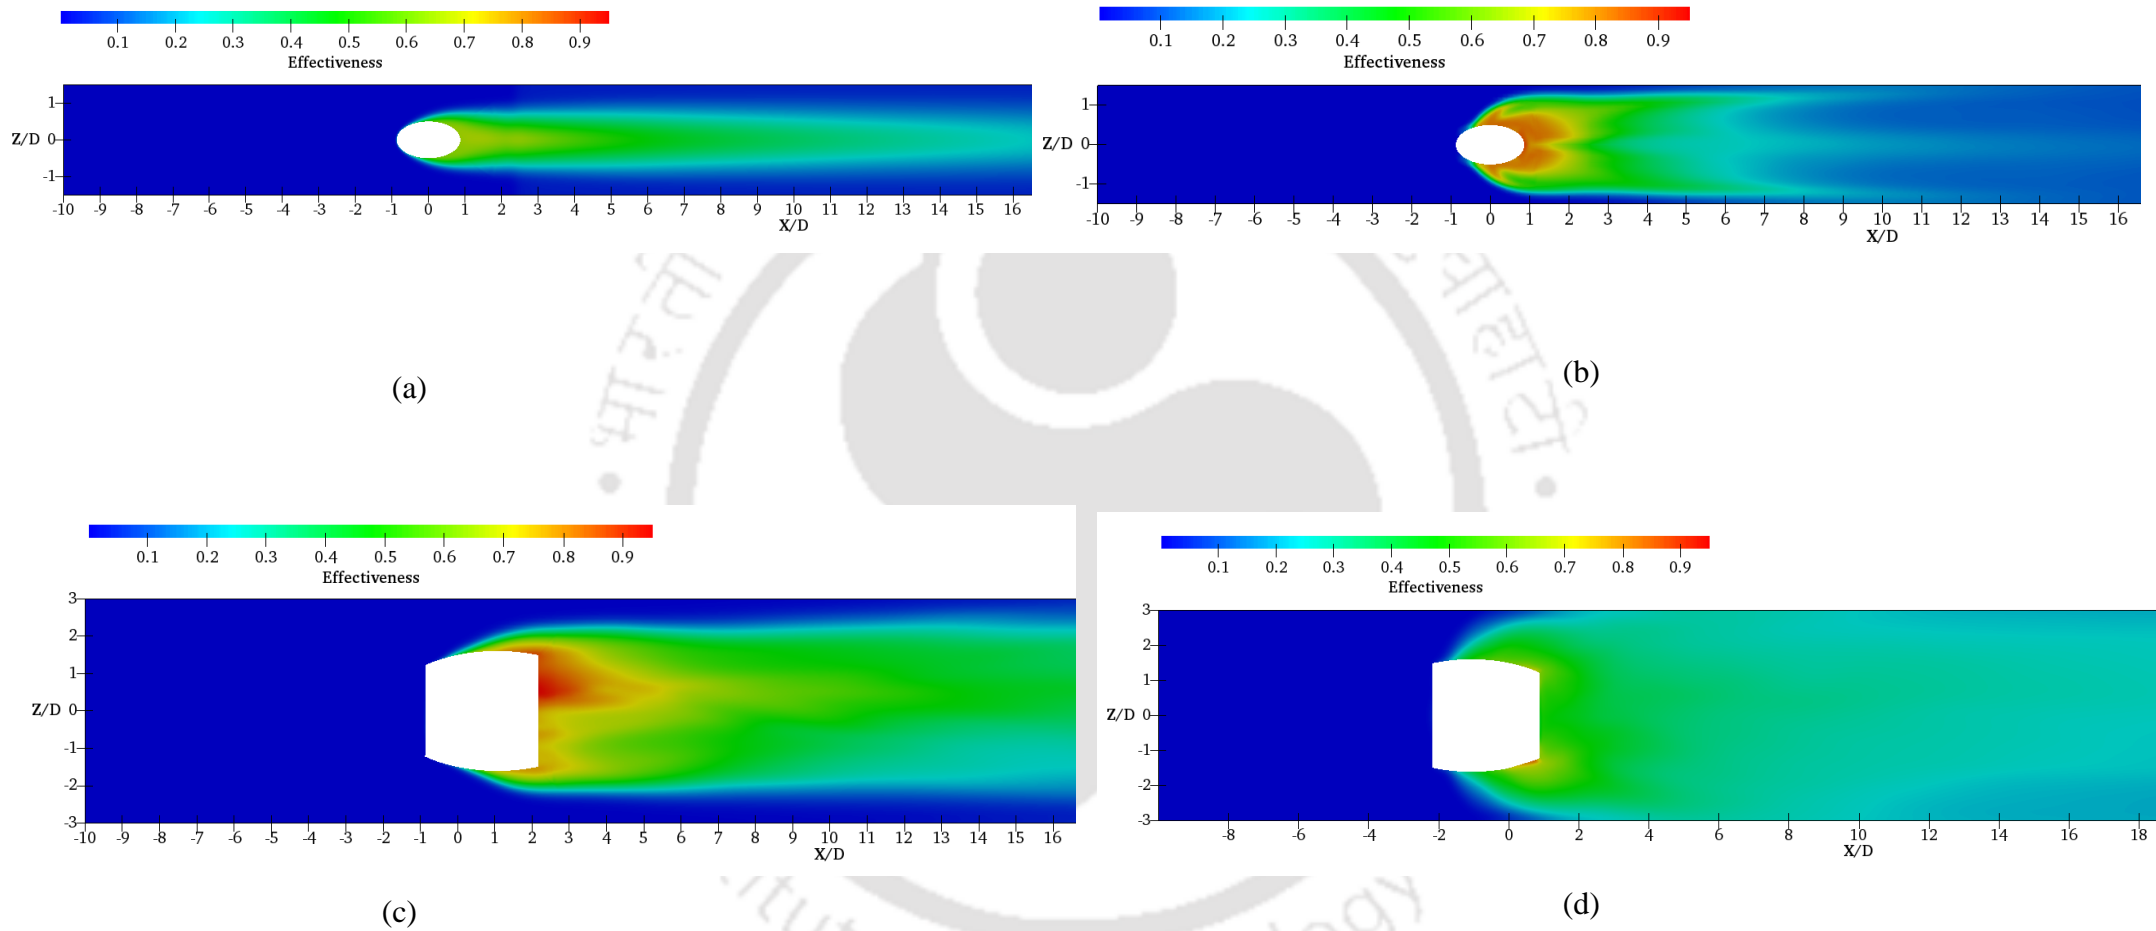 0.1 0.2 0.3 0.4 0.5 0.6 0.7 0.8 0.9
Effectiveness
1
Z/D 0
-1
-10 -9 -8 -7 -6 -5 -4 -3 -2 -1 0 1 2 3 4 5 6 7 8 9 10 11 12 13 14 15 16
X/D
(a)
0.1 0.2 0.3 0.4 0.5 0.6 0.7 0.8 0.9
Effectiveness
1
Z/D 0
-1
-10 -9 -8 -7 -6 -5 -4 -3 -2 -1 0 1 2 3 4 5 6 7 8 9 10 11 12 13 14 15 16
X/D
(b)
0.1 0.2 0.3 0.4 0.5 0.6 0.7 0.8 0.9
Effectiveness
3
2
1
Z/D 0
-1
-2
-3
-10 -9 -8 -7 -6 -5 -4 -3 -2 -1 0 1 2 3 4 5 6 7 8 9 10 11 12 13 14 15 16
X/D
(c)
0.1 0.2 0.3 0.4 0.5 0.6 0.7 0.8 0.9
Effectiveness
3
2
1
Z/D 0
-1
-2
-3
-8 -6 -4 -2 0 2 4 6 8 10 12 14 16 18
X/D
(d)